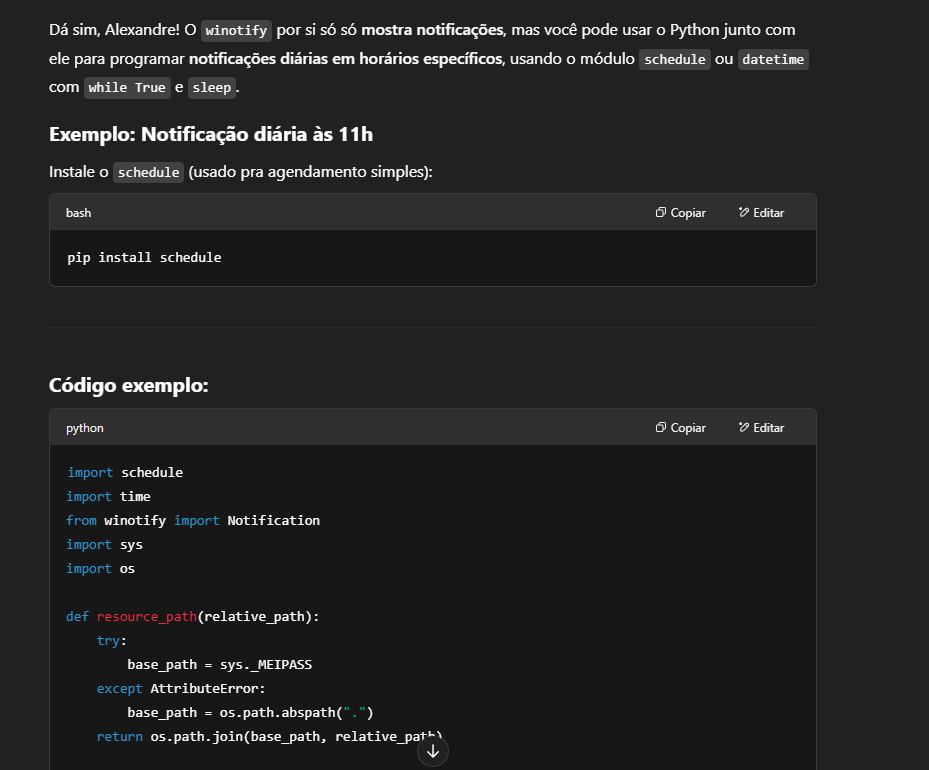 Dá sim, Alexandre! O winotify por si só só mostra notificações, mas você pode usar o Python junto com
ele para programar notificações diárias em horários específicos, usando o módulo schedule ou datetime
com while True e sleep.
Exemplo: Notificação diária às 11h
Instale o schedule (usado pra agendamento simples):
bash Copiar Editar
pip install schedule
Código exemplo:
python Copiar Editar
import schedule
import time
from winotify import Notification
import sys
import os
def resource_path(relative_path):
    try:
        base_path = sys._MEIPASS
    except AttributeError:
        base_path = os.path.abspath(".")
    return os.path.join(base_path, relative_path)